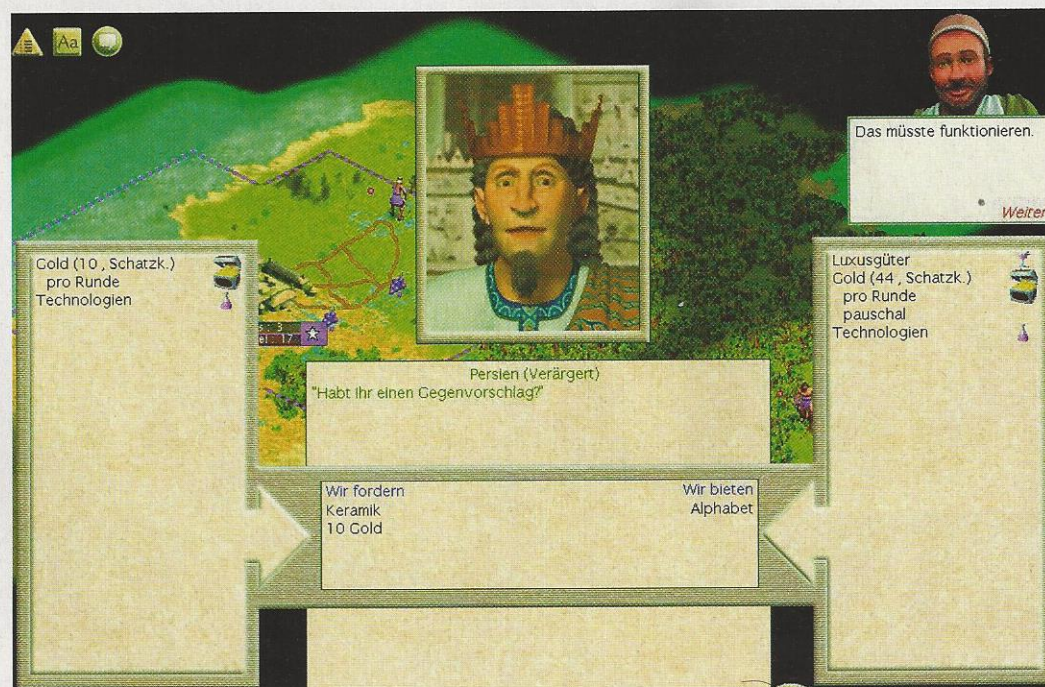 Aa
Das müsste funktionieren.
Weiter
Gold (10 , Schatzk.)
pro Runde
Technologien
Luxusgüter
Gold (44 , Schatzk.)
pro Runde
pauschal
Technologien
Persien (Verärgert)
"Habt Ihr einen Gegenvorschlag?"
Wir fordern
Keramik
10 Gold
Wir bieten
Alphabet